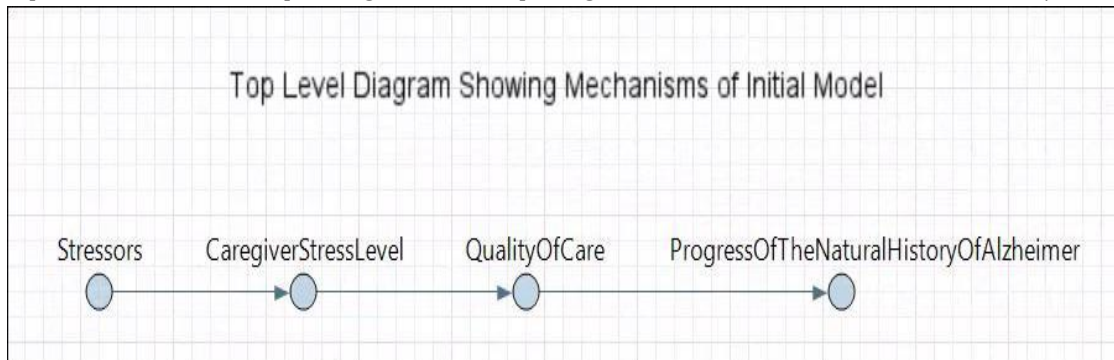 Top Level Diagram Showing Mechanisms of Initial Model
Stressors CaregiverStressLevel QualityOfCare ProgressOfTheNaturalHistoryOfAlzheimer